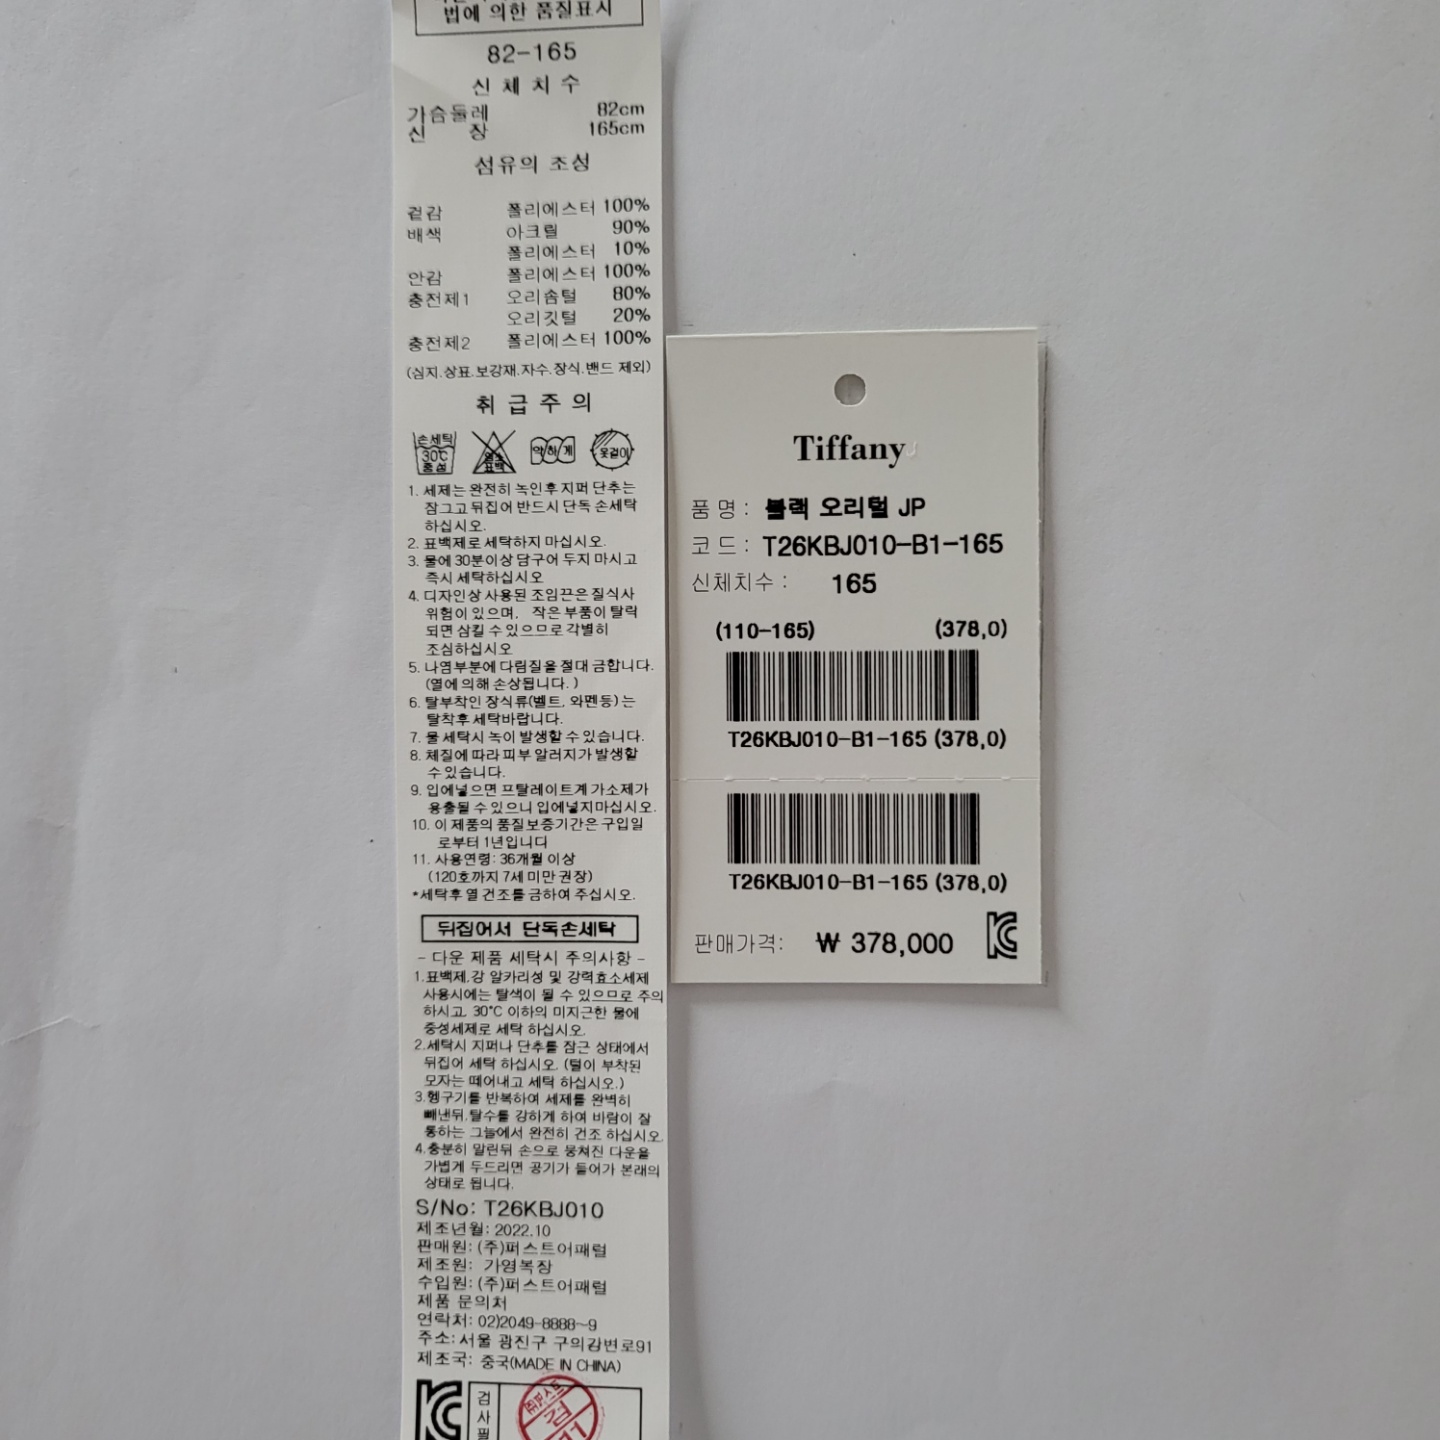 법에 의한 품질표시
82-165
신 체 치 수
가슴둘레 82cm
신 장 165cm
섬유의 조성
겉감 폴리에스터 100%
배색 아크릴 90%
폴리에스터 10%
안감 폴리에스터 100%
충전제1 오리솜털 80%
오리깃털 20%
충전제2 폴리에스터 100%
(심지.상표.보강재.자수.장식.밴드 제외)
취 급 주 의
손세탁 30℃ 중성
염소 표백
약하게
옷걸이
1. 세제는 완전히 녹인후 지퍼 단추는
잠그고 뒤집어 반드시 단독 손세탁
하십시오.
2. 표백제로 세탁하지 마십시오.
3. 물에 30분이상 담구어 두지 마시고
즉시 세탁하십시오
4. 디자인상 사용된 조임끈은 질식사
위험이 있으며, 작은 부품이 탈락
되면 삼킬 수 있으므로 각별히
조심하십시오
5. 나염부분에 다림질을 절대 금합니다.
(열에 의해 손상됩니다. )
6. 탈부착인 장식류(벨트, 와펜등) 는
탈착후 세탁바랍니다.
7. 물 세탁시 녹이 발생할 수 있습니다.
8. 체질에 따라 피부 알러지가 발생할
수 있습니다.
9. 입에넣으면 프탈레이트계 가소제가
용출될 수 있으니 입에넣지마십시오.
10. 이 제품의 품질보증기간은 구입일
로부터 1년입니다
11. 사용연령: 36개월 이상
(120호까지 7세 미만 권장)
*세탁후 열 건조를 금하여 주십시오.
뒤집어서 단독손세탁
- 다운 제품 세탁시 주의사항 -
1.표백제.강 알카리성 및 강력효소세제
사용시에는 탈색이 될 수 있으므로 주의
하시고, 30℃ 이하의 미지근한 물에
중성세제로 세탁 하십시오.
2.세탁시 지퍼나 단추를 잠근 상태에서
뒤집어 세탁 하십시오. (털이 부착된
모자는 떼어내고 세탁 하십시오.)
3.헹구기를 반복하여 세제를 완벽히
빼낸뒤.탈수를 강하게 하여 바람이 잘
통하는 그늘에서 완전히 건조 하십시오.
4.충분히 말린뒤 손으로 뭉쳐진 다운을
가볍게 두드리면 공기가 들어가 본래의
상태로 됩니다.
S/No: T26KBJ010
제조년월: 2022.10
판매원: (주)퍼스트어패럴
제조원: 가영복장
수입원: (주)퍼스트어패럴
제품 문의처
연락처: 02)2049-8888~9
주소: 서울 광진구 구의강변로91
제조국: 중국(MADE IN CHINA)
KC
검사필
Tiffany
품 명 : 블랙 오리털 JP
코 드 : T26KBJ010-B1-165
신체치수 : 165
(110-165) (378,0)
T26KBJ010-B1-165 (378,0)
T26KBJ010-B1-165 (378,0)
판매가격: ₩ 378,000 KC